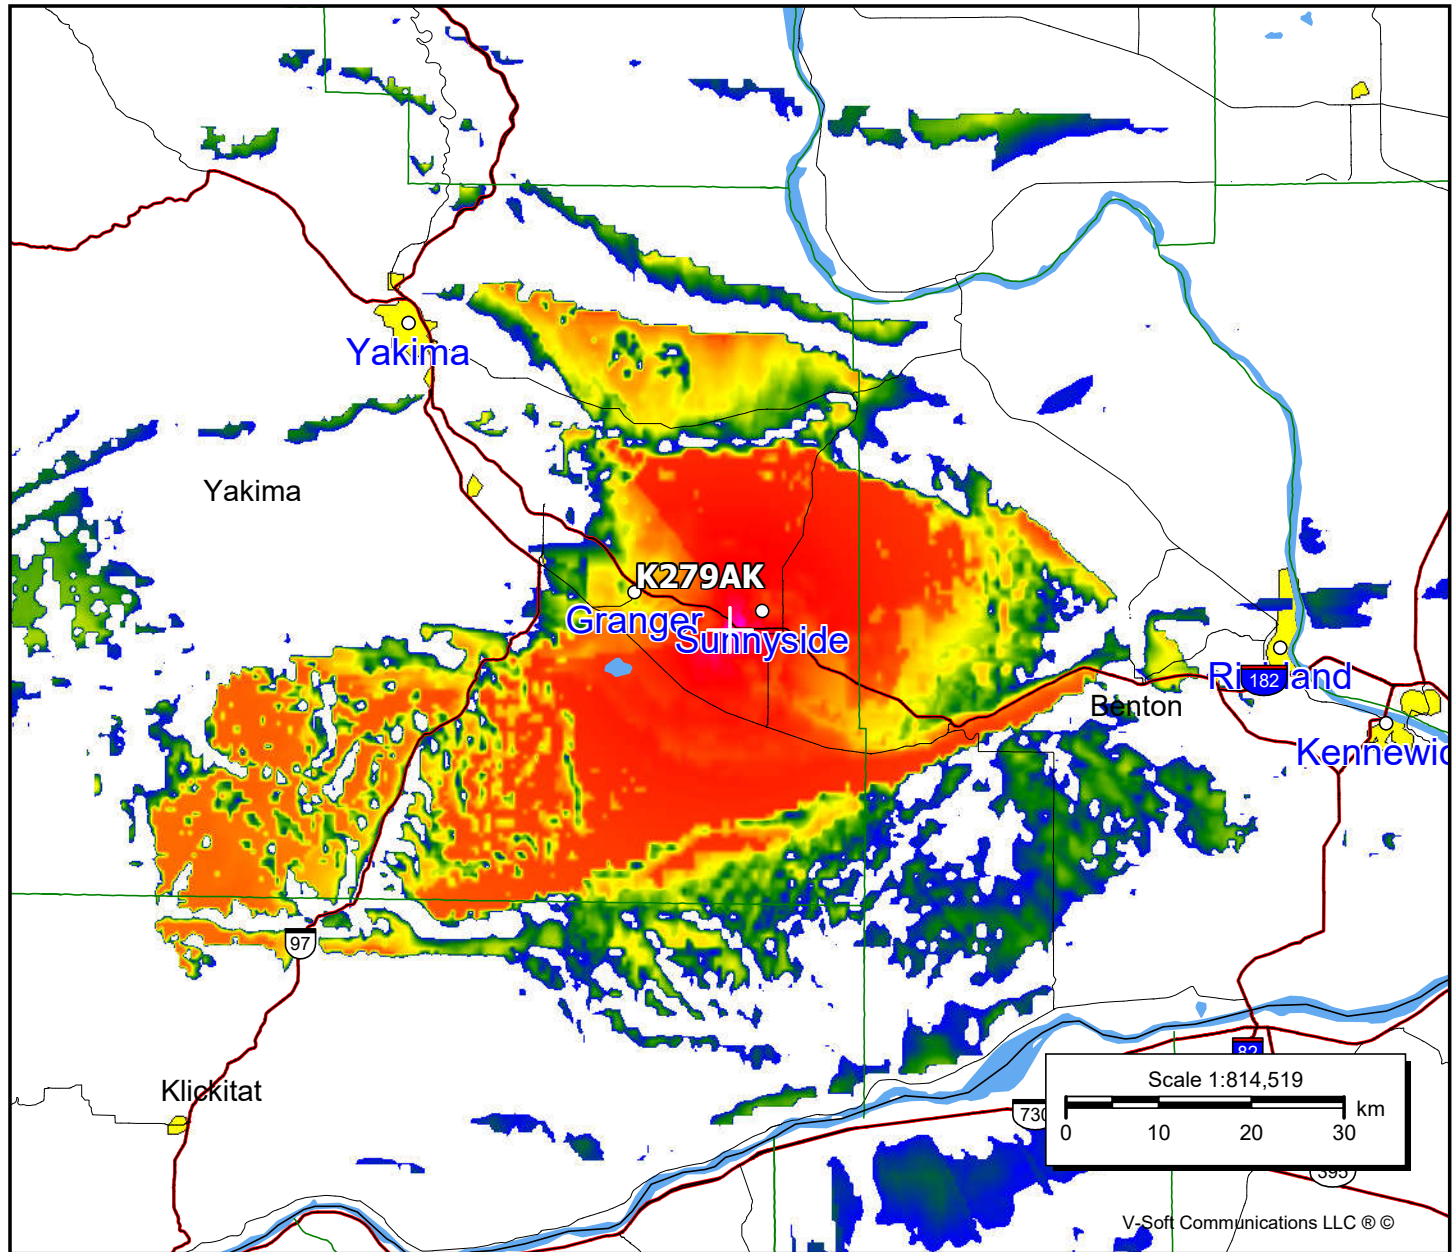 Yakima
Yakima
K279AK
Granger
Sunnyside
182
Benton
Kennewic
97
82
Scale 1:814,519
km
0 10 20 30
730
395
Klickitat
V-Soft Communications LLC ® ©